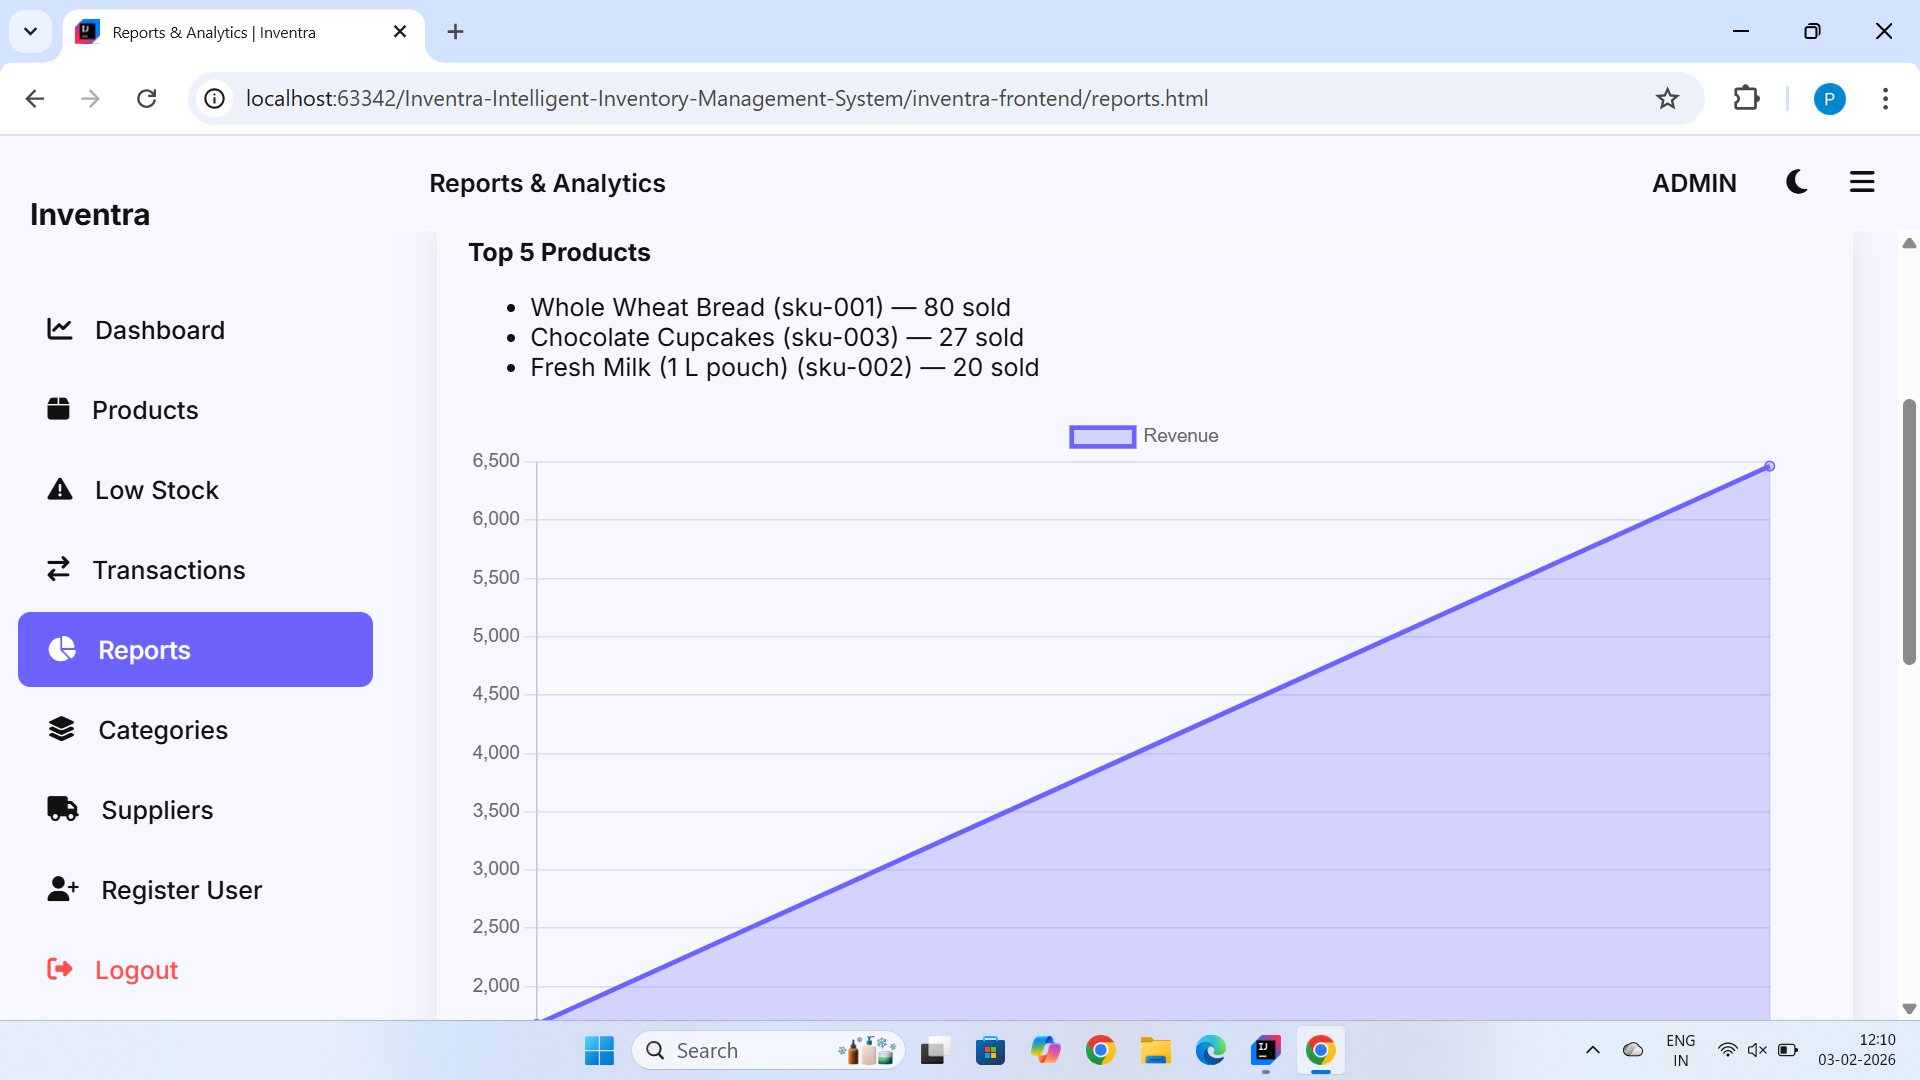 Reports & Analytics | Inventra
localhost:63342/Inventra-Intelligent-Inventory-Management-System/inventra-frontend/reports.html
P
Inventra
Dashboard
Products
Low Stock
Transactions
Reports
Categories
Suppliers
Register User
Logout
Reports & Analytics
ADMIN
Top 5 Products
• Whole Wheat Bread (sku-001) — 80 sold
• Chocolate Cupcakes (sku-003) — 27 sold
• Fresh Milk (1 L pouch) (sku-002) — 20 sold
Revenue
6,500
6,000
5,500
5,000
4,500
4,000
3,500
3,000
2,500
2,000
Search
ENG
IN
12:10
03-02-2026